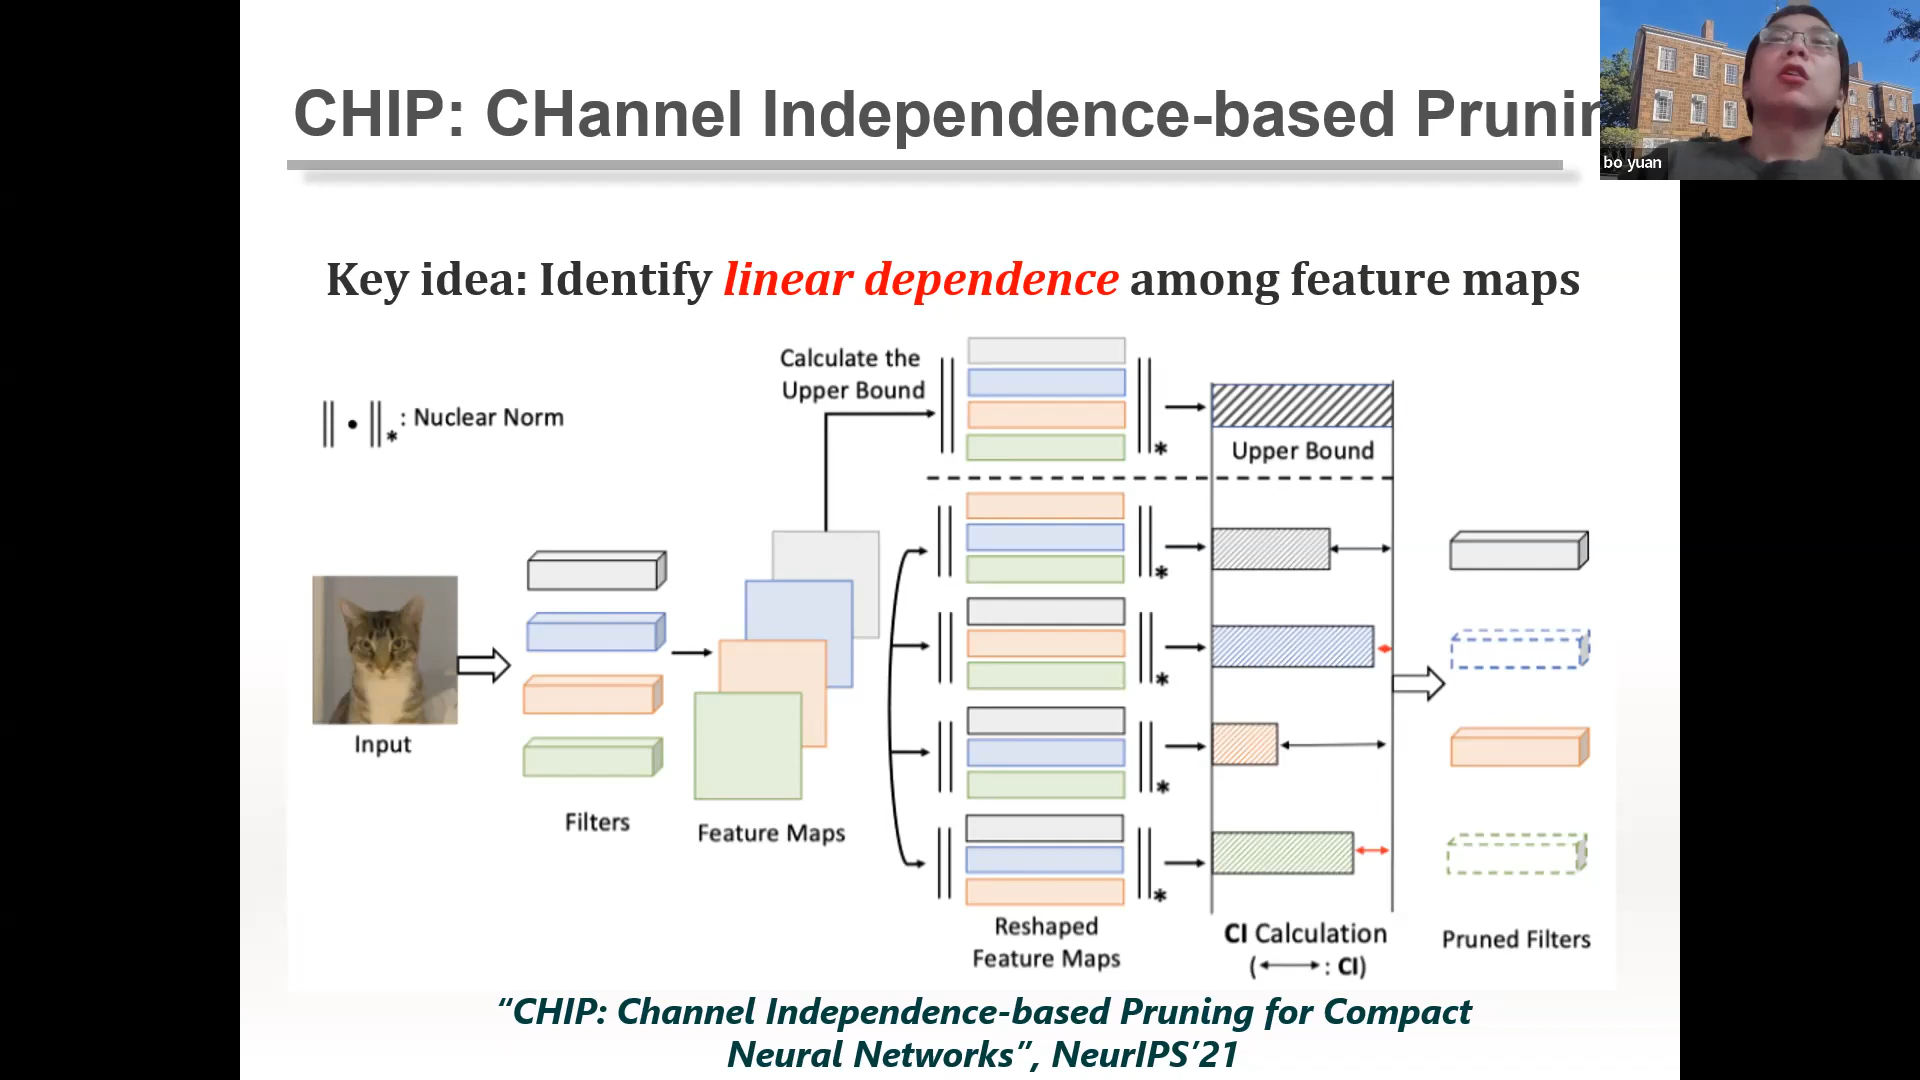 CHIP: CHannel Independence-based Prunin
bo yuan
Key idea: Identify linear dependence among feature maps
|| • ||* : Nuclear Norm
Calculate the
Upper Bound
*
Upper Bound
*
*
*
*
Input
Filters
Feature Maps
Reshaped
Feature Maps
CI Calculation
( : CI)
Pruned Filters
“CHIP: Channel Independence-based Pruning for Compact
Neural Networks”, NeurIPS’21